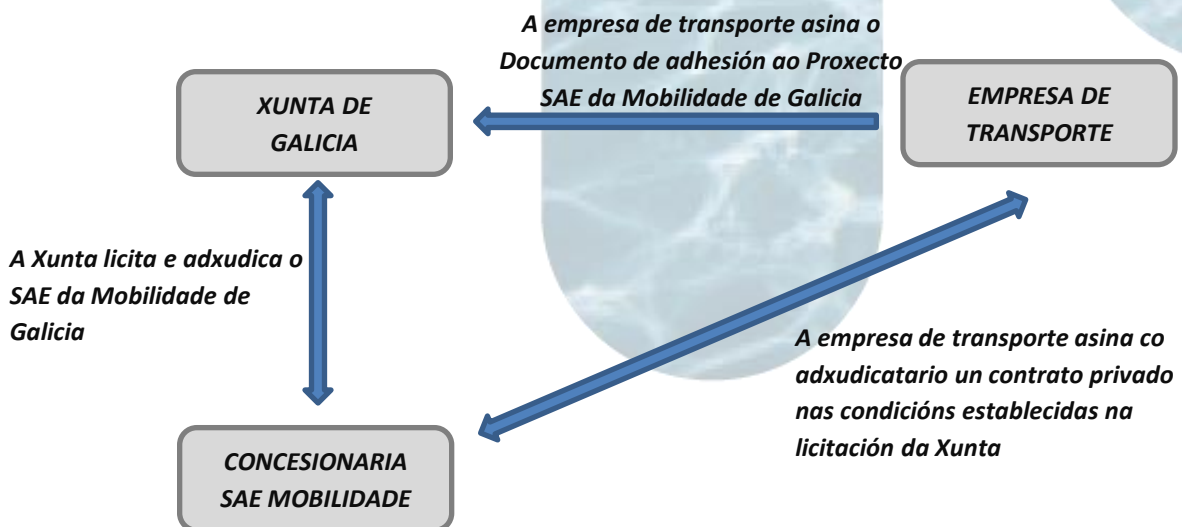 A empresa de transporte asina o
Documento de adhesión ao Proxecto
SAE da Mobilidade de Galicia
XUNTA DE
GALICIA
EMPRESA DE
TRANSPORTE
A Xunta licita e adxudica o
SAE da Mobilidade de
Galicia
A empresa de transporte asina co
adxudicatario un contrato privado
nas condicións establecidas na
licitación da Xunta
CONCESIONARIA
SAE MOBILIDADE